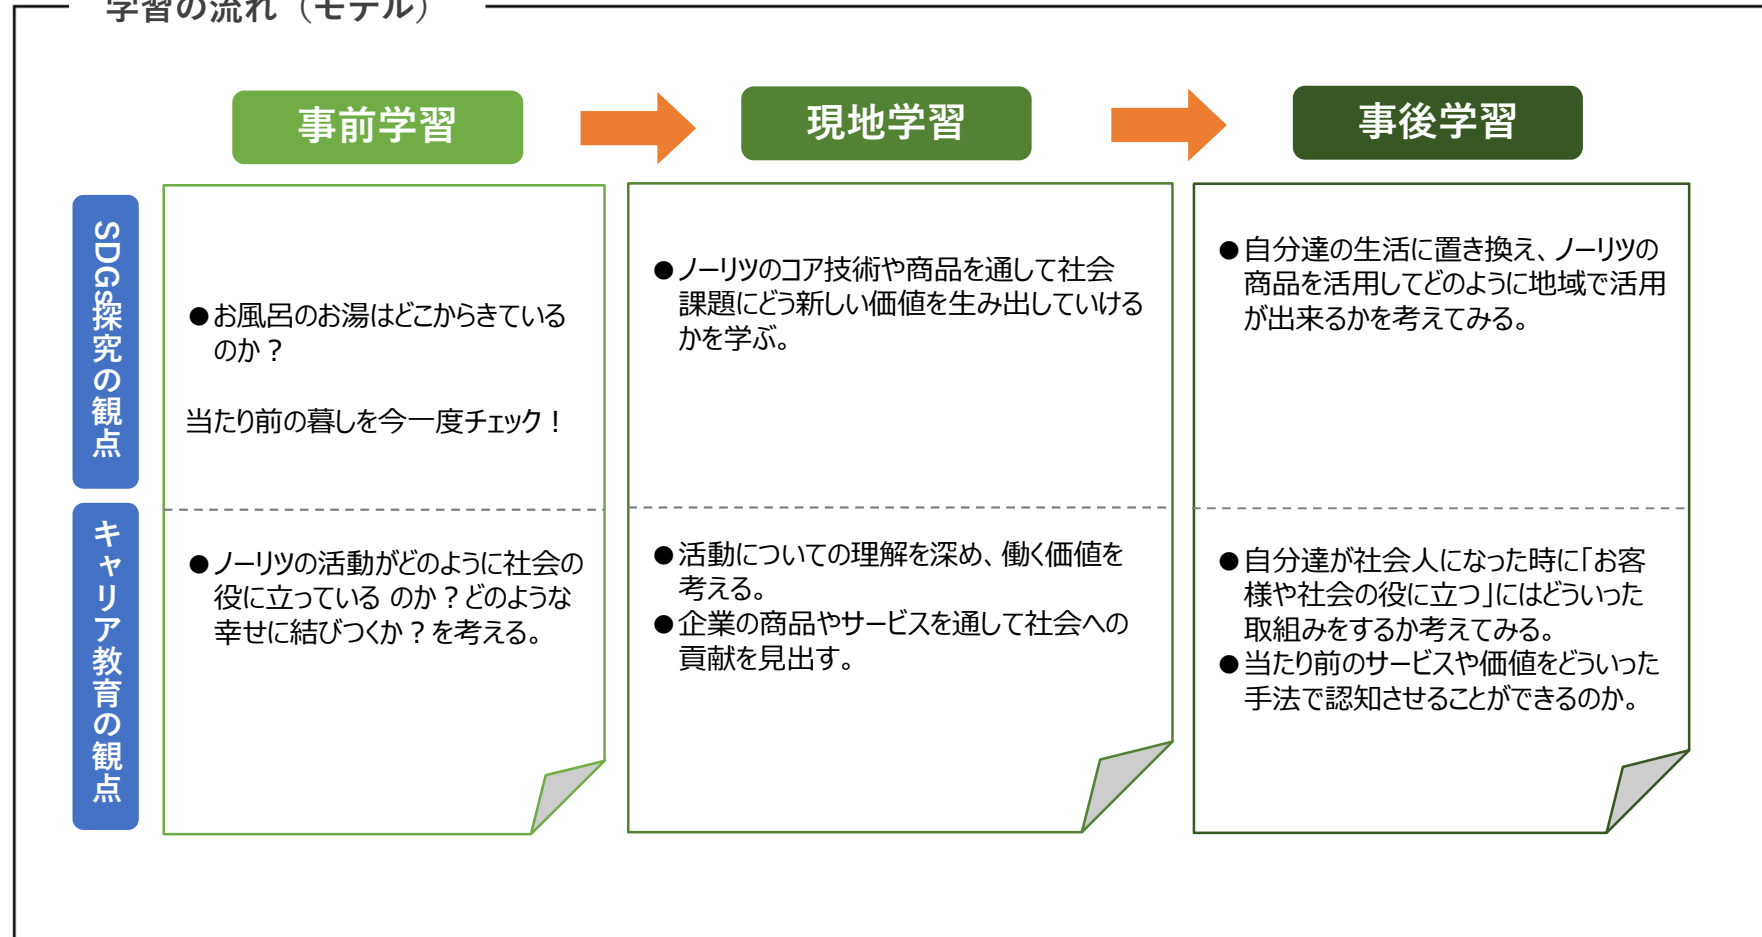 学習の流れ（モデル）
事前学習
現地学習
事後学習
SDGs探究の観点
●お風呂のお湯はどこからきている
のか？
当たり前の暮しを今一度チェック！
●ノーリツのコア技術や商品を通して社会
課題にどう新しい価値を生み出していける
かを学ぶ。
●自分達の生活に置き換え、ノーリツの
商品を活用してどのように地域で活用
が出来るかを考えてみる。
キャリア教育の観点
●ノーリツの活動がどのように社会の
役に立っている のか？どのような
幸せに結びつくか？を考える。
●活動についての理解を深め、働く価値を
考える。
●企業の商品やサービスを通して社会への
貢献を見出す。
●自分達が社会人になった時に「お客
様や社会の役に立つ」にはどういった
取組みをするか考えてみる。
●当たり前のサービスや価値をどういった
手法で認知させることができるのか。